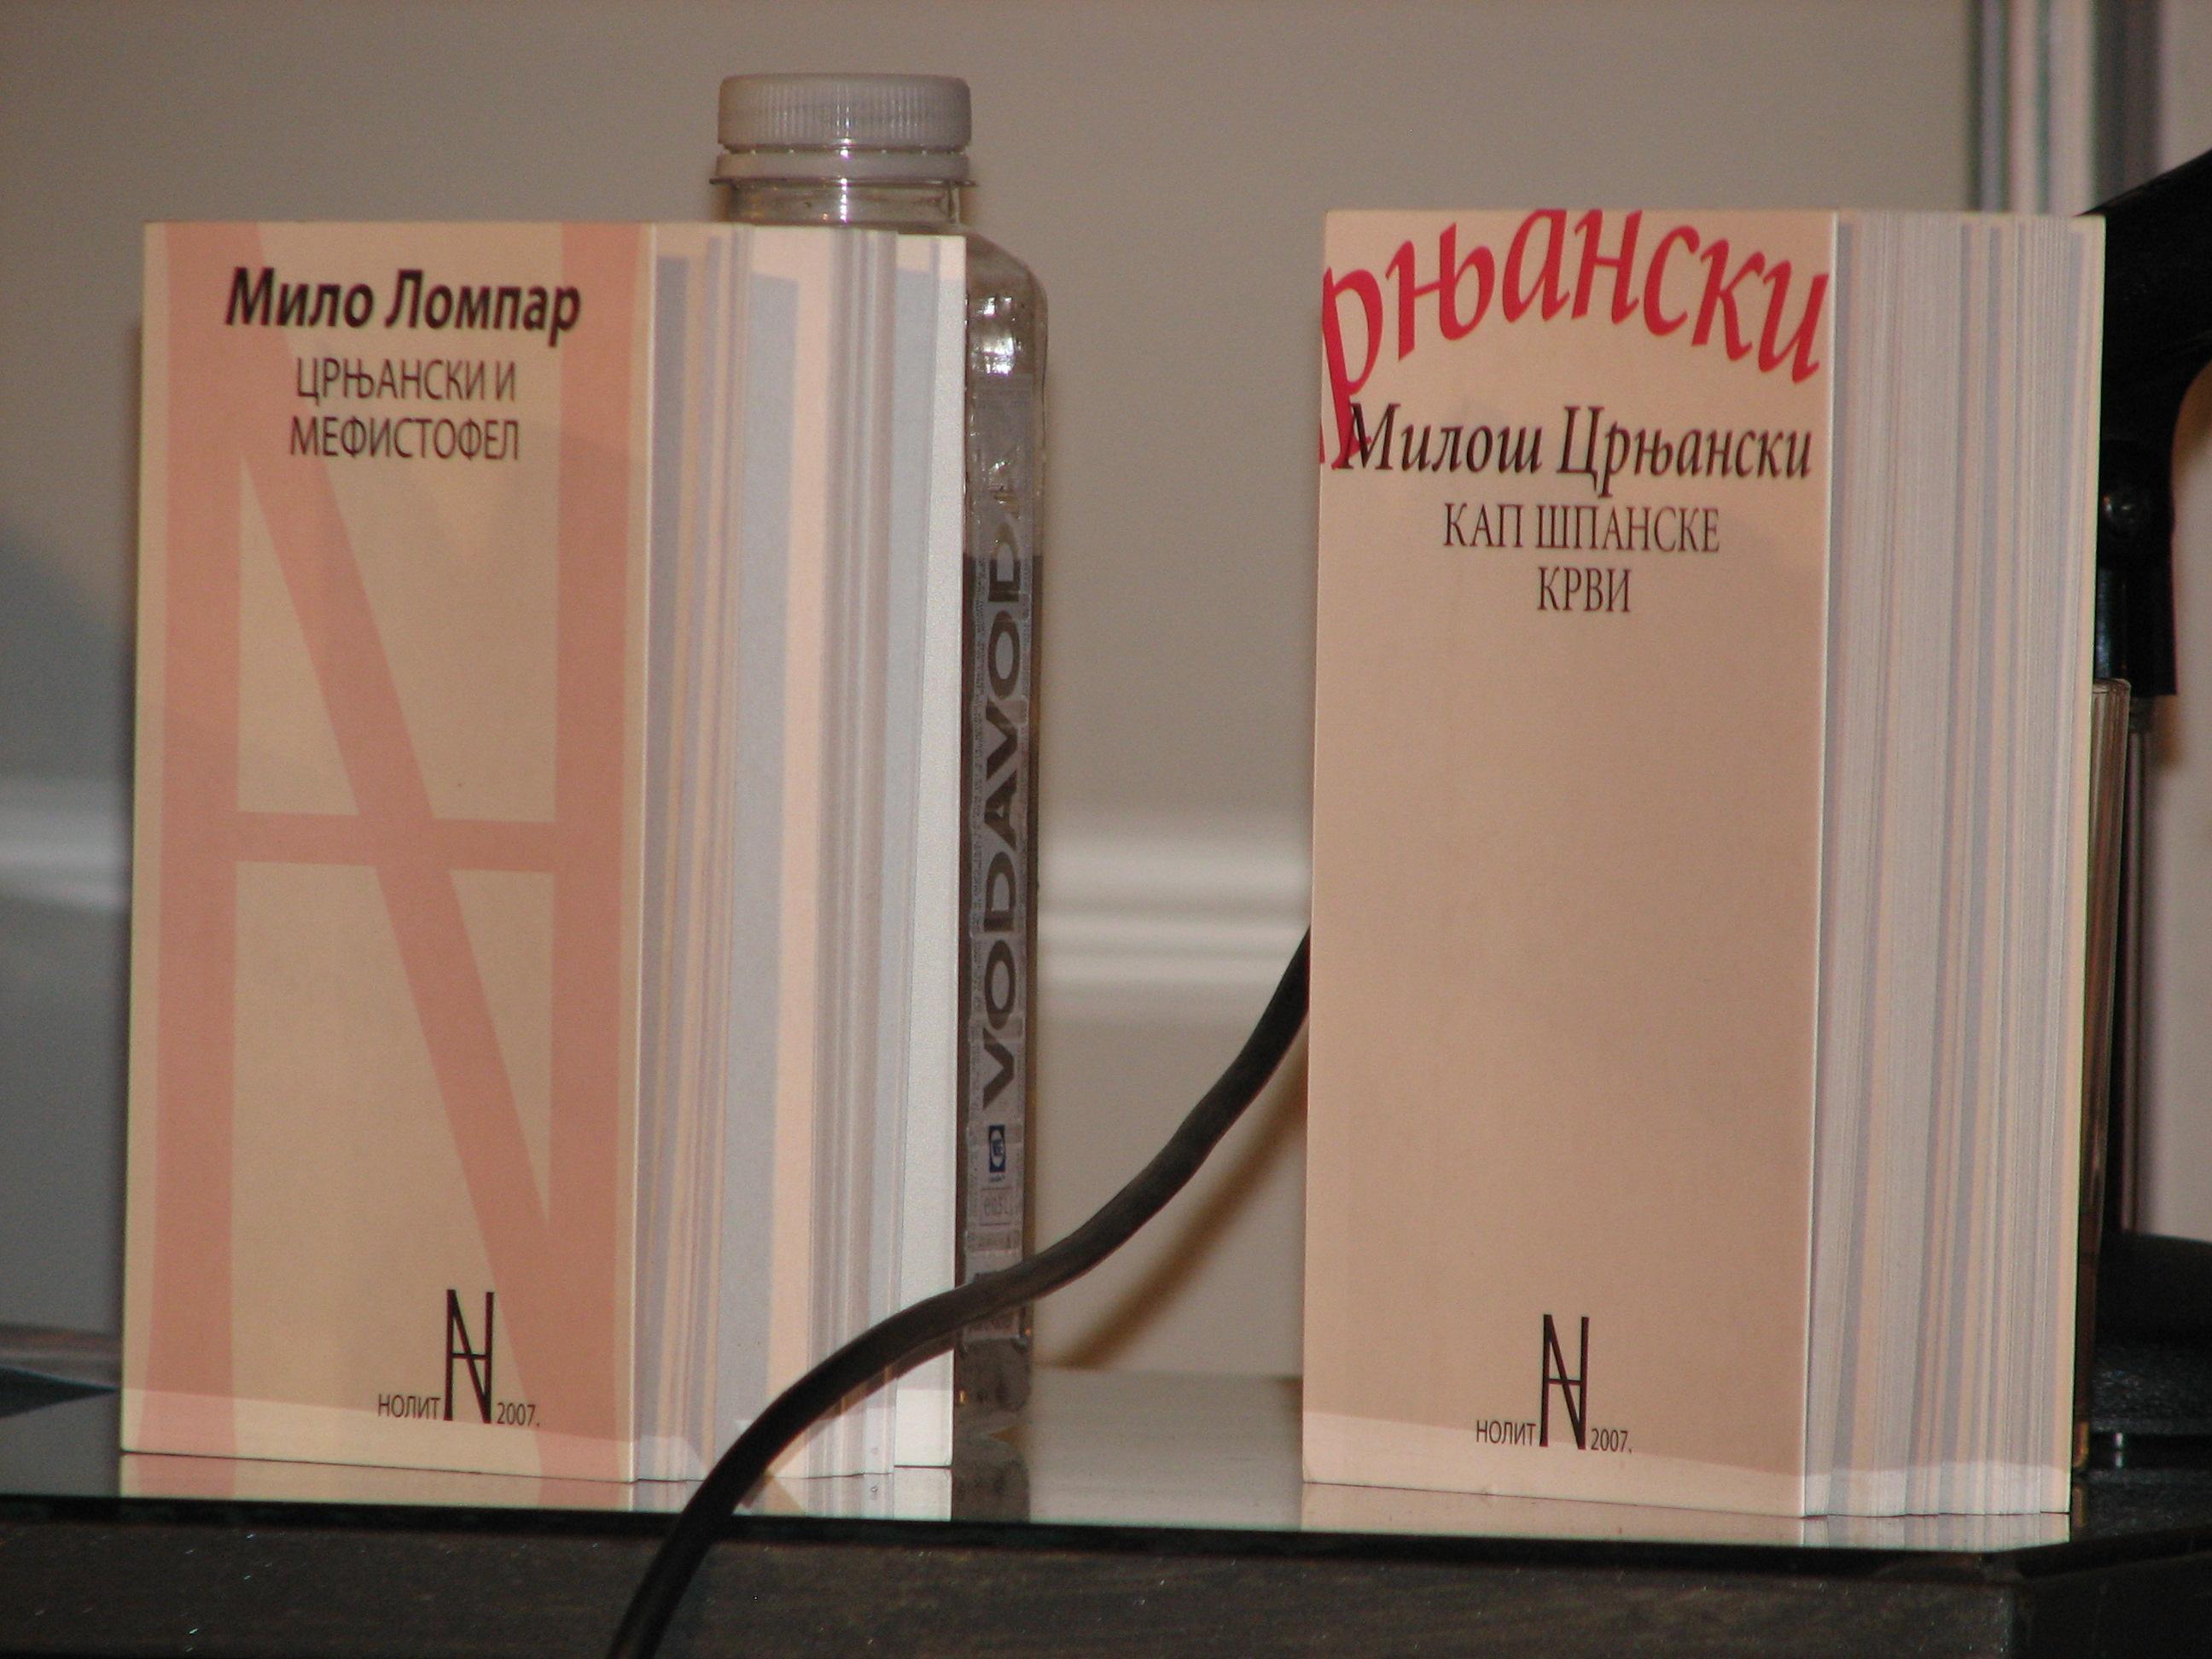 Мило Ломпар
ЦРЊАНСКИ И
МЕФИСТОФЕЛ
НОЛИТ 2007.
VODAVODA
рњански
Милош Црњански
КАП ШПАНСКЕ
КРВИ
НОЛИТ 2007.